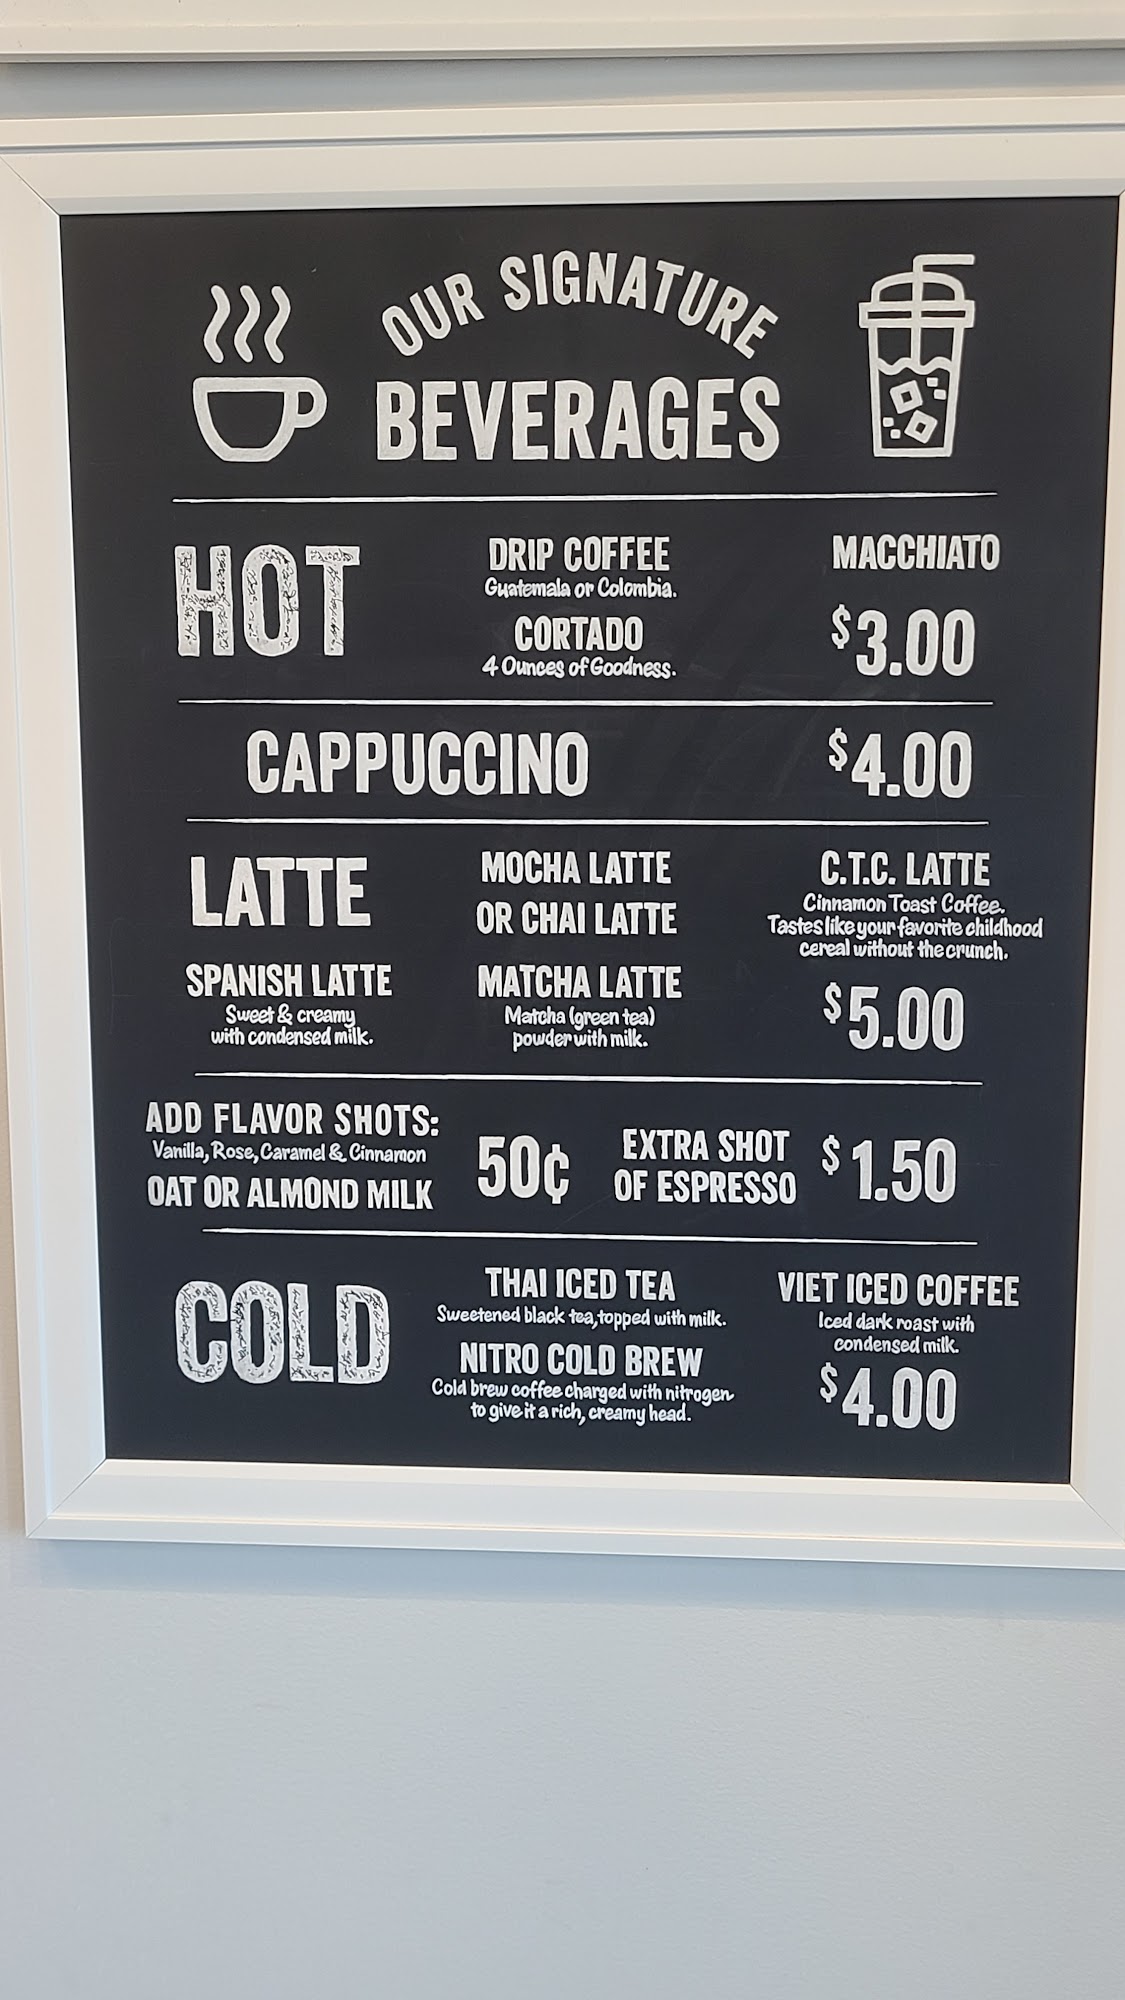 OUR SIGNATURE
BEVERAGES
HOT
DRIP COFFEE
Guatemala or Colombia.
CORTADO
4 Ounces of Goodness.
MACCHIATO
$3.00
CAPPUCCINO
$4.00
LATTE
SPANISH LATTE
Sweet & creamy
with condensed milk.
MOCHA LATTE
OR CHAI LATTE
MATCHA LATTE
Matcha (green tea)
powder with milk.
C.T.C. LATTE
Cinnamon Toast Coffee.
Tastes like your favorite childhood
cereal without the crunch.
$5.00
ADD FLAVOR SHOTS:
Vanilla, Rose, Caramel & Cinnamon
OAT OR ALMOND MILK
50¢
EXTRA SHOT
OF ESPRESSO
$1.50
COLD
THAI ICED TEA
Sweetened black tea, topped with milk.
NITRO COLD BREW
Cold brew coffee charged with nitrogen
to give it a rich, creamy head.
VIET ICED COFFEE
Iced dark roast with
condensed milk.
$4.00